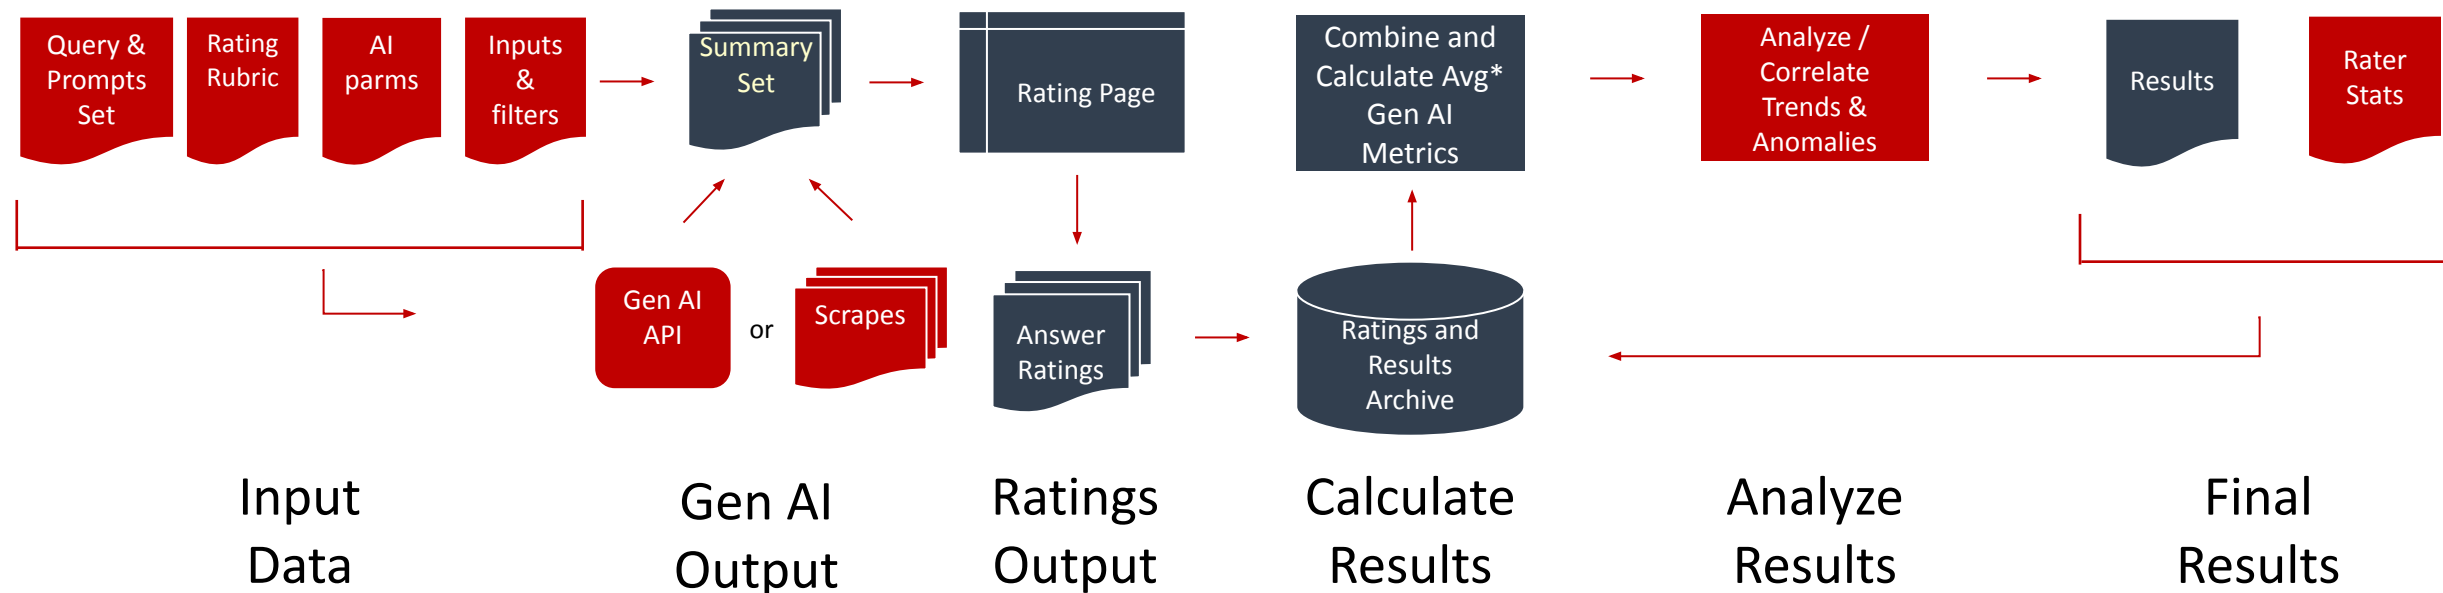 Query &
Prompts
Set
Rating
Rubric
AI
parms
Inputs
&
filters
Summary
Set
Rating Page
Combine and
Calculate Avg*
Gen AI
Metrics
Analyze /
Correlate
Trends &
Anomalies
Results
Rater
Stats
Gen AI
API
or
Scrapes
Answer
Ratings
Ratings and
Results
Archive
Input
Data
Gen AI
Output
Ratings
Output
Calculate
Results
Analyze
Results
Final
Results